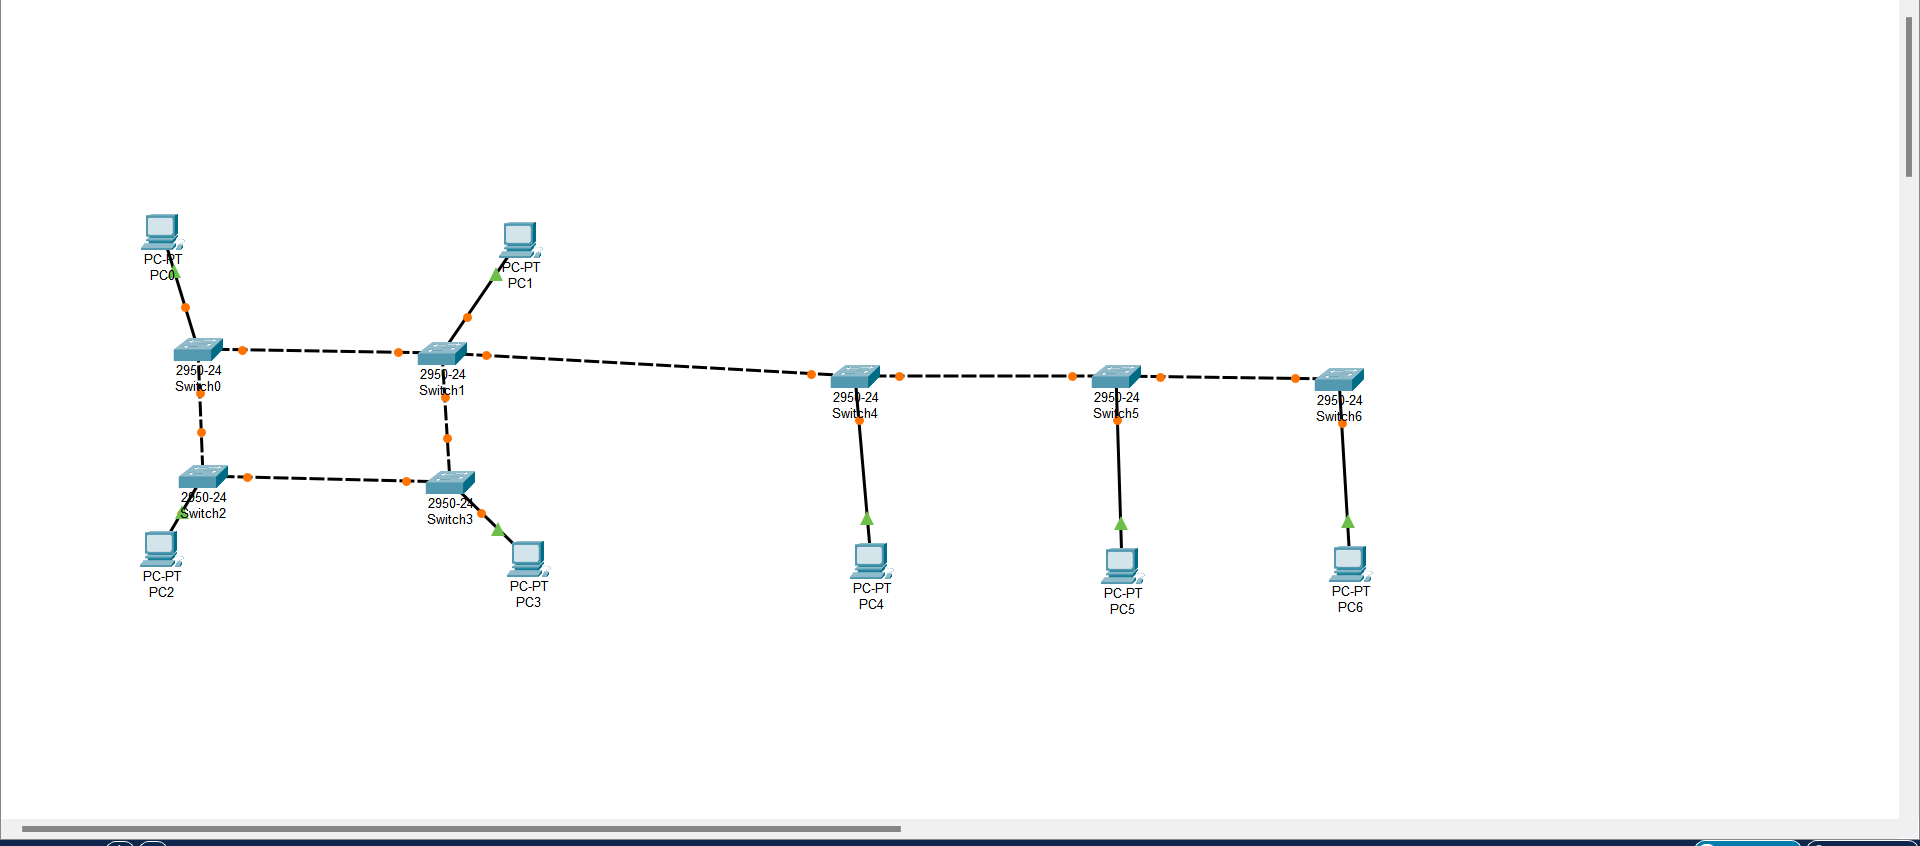 PC-PT
PC0
PC-PT
PC1
2950-24
Switch0
2950-24
Switch1
2950-24
Switch4
2950-24
Switch5
2950-24
Switch6
2950-24
Switch2
2950-24
Switch3
PC-PT
PC2
PC-PT
PC3
PC-PT
PC4
PC-PT
PC5
PC-PT
PC6